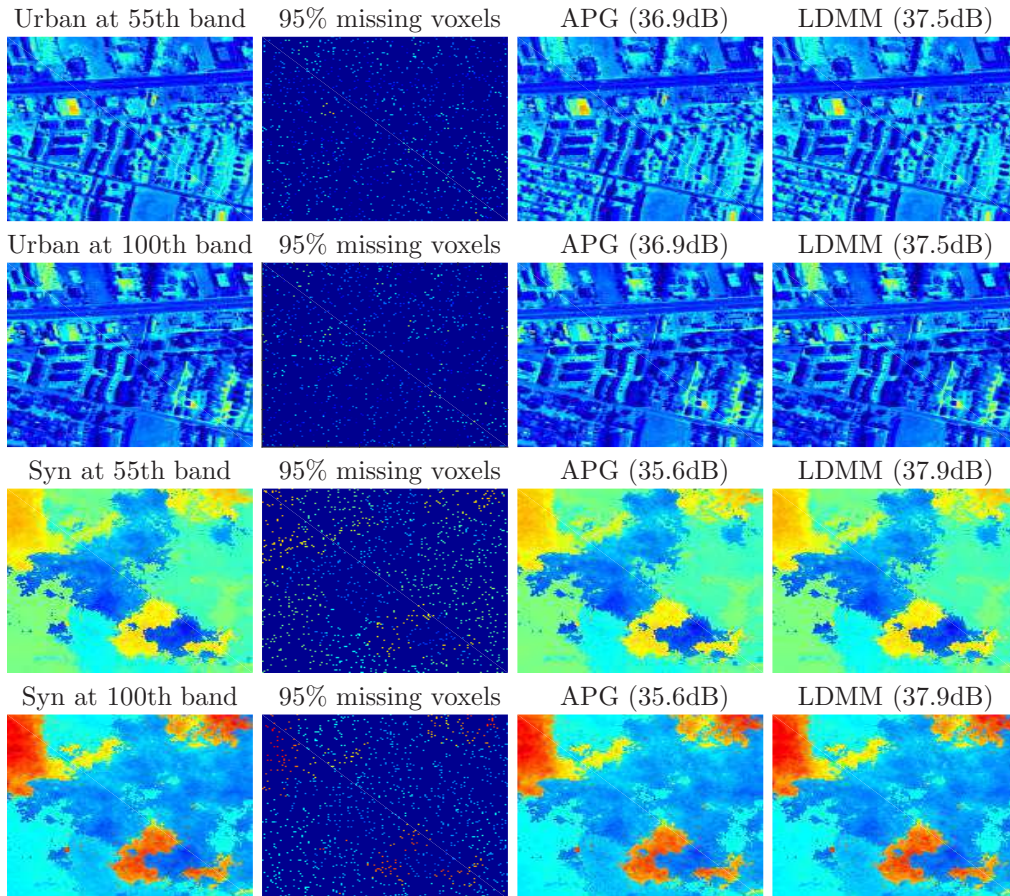 Urban at 55th band 95% missing voxels APG (36.9dB) LDMM (37.5dB)
Urban at 100th band 95% missing voxels APG (36.9dB) LDMM (37.5dB)
Syn at 55th band 95% missing voxels APG (35.6dB) LDMM (37.9dB)
Syn at 100th band 95% missing voxels APG (35.6dB) LDMM (37.9dB)